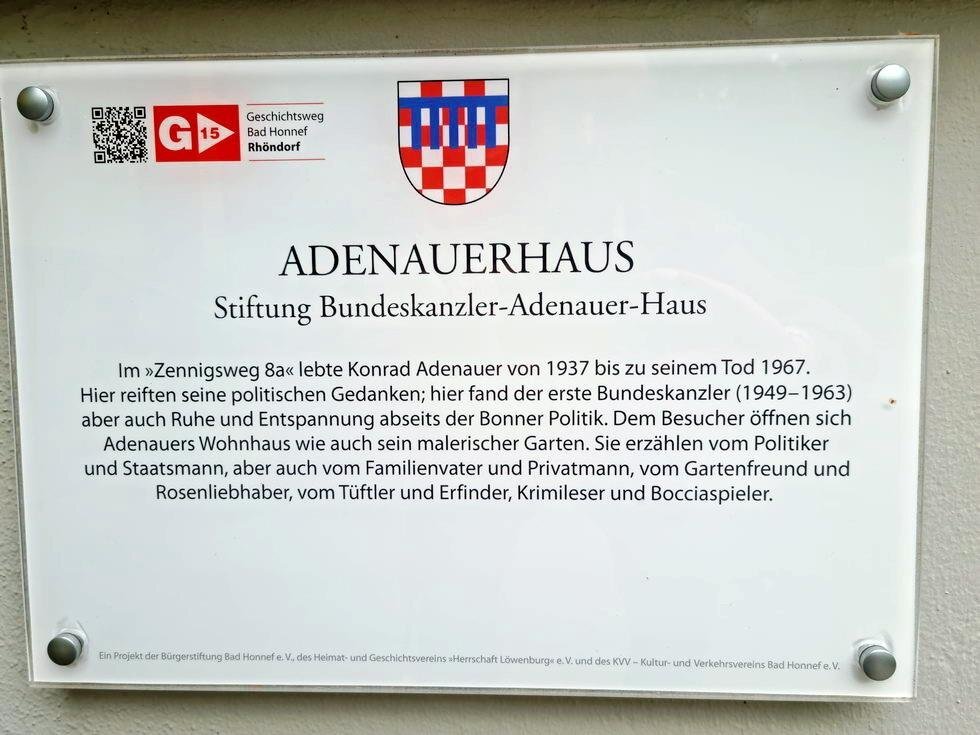 G 15
Geschichtsweg
Bad Honnef
Rhöndorf
ADENAUERHAUS
Stiftung Bundeskanzler-Adenauer-Haus
Im »Zennigsweg 8a« lebte Konrad Adenauer von 1937 bis zu seinem Tod 1967.
Hier reiften seine politischen Gedanken; hier fand der erste Bundeskanzler (1949–1963)
aber auch Ruhe und Entspannung abseits der Bonner Politik. Dem Besucher öffnen sich
Adenauers Wohnhaus wie auch sein malerischer Garten. Sie erzählen vom Politiker
und Staatsmann, aber auch vom Familienvater und Privatmann, vom Gartenfreund und
Rosenliebhaber, vom Tüftler und Erfinder, Krimileser und Bocciaspieler.
Ein Projekt der Bürgerstiftung Bad Honnef e. V., des Heimat- und Geschichtsvereins »Herrschaft Löwenburg« e. V. und des KVV – Kultur- und Verkehrsvereins Bad Honnef e. V.